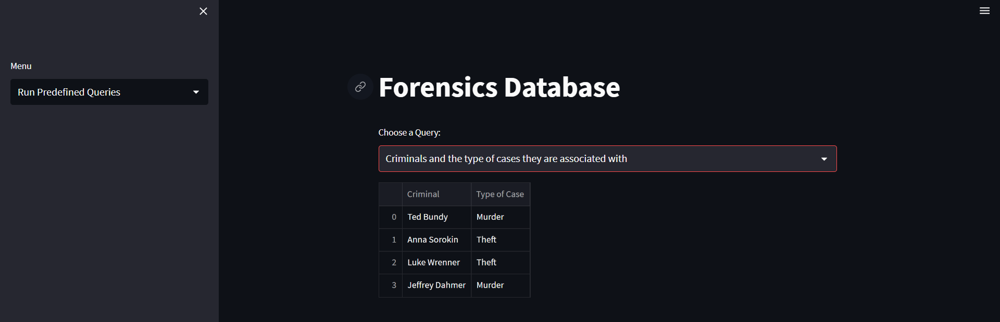 Menu
Run Predefined Queries
Forensics Database
Choose a Query:
Criminals and the type of cases they are associated with
Criminal Type of Case
0 Ted Bundy Murder
1 Anna Sorokin Theft
2 Luke Wrenner Theft
3 Jeffrey Dahmer Murder